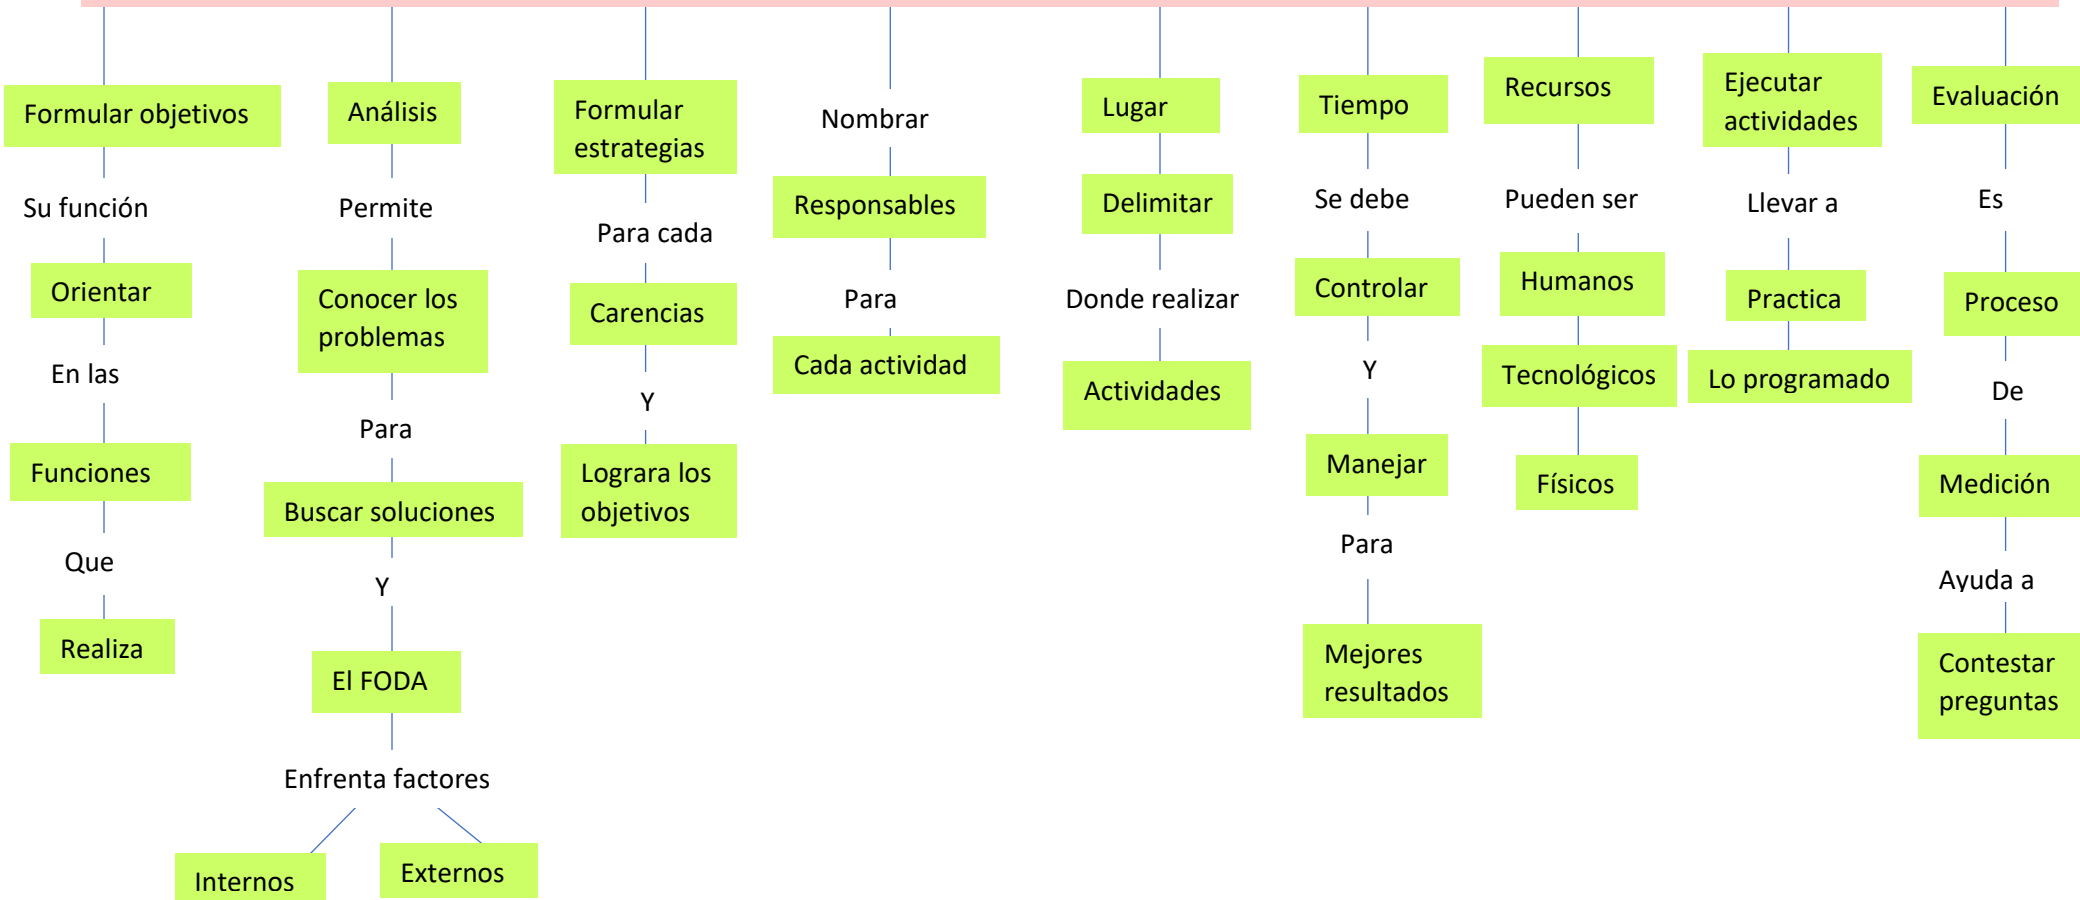 Formular objetivos
Su función
Orientar
En las
Funciones
Que
Realiza
Análisis
Permite
Conocer los
problemas
Para
Buscar soluciones
Y
El FODA
Enfrenta factores
Internos
Externos
Formular
estrategias
Para cada
Carencias
Y
Lograra los
objetivos
Nombrar
Responsables
Para
Cada actividad
Lugar
Delimitar
Donde realizar
Actividades
Tiempo
Se debe
Controlar
Y
Manejar
Para
Mejores
resultados
Recursos
Pueden ser
Humanos
Tecnológicos
Físicos
Ejecutar
actividades
Llevar a
Practica
Lo programado
Evaluación
Es
Proceso
De
Medición
Ayuda a
Contestar
preguntas